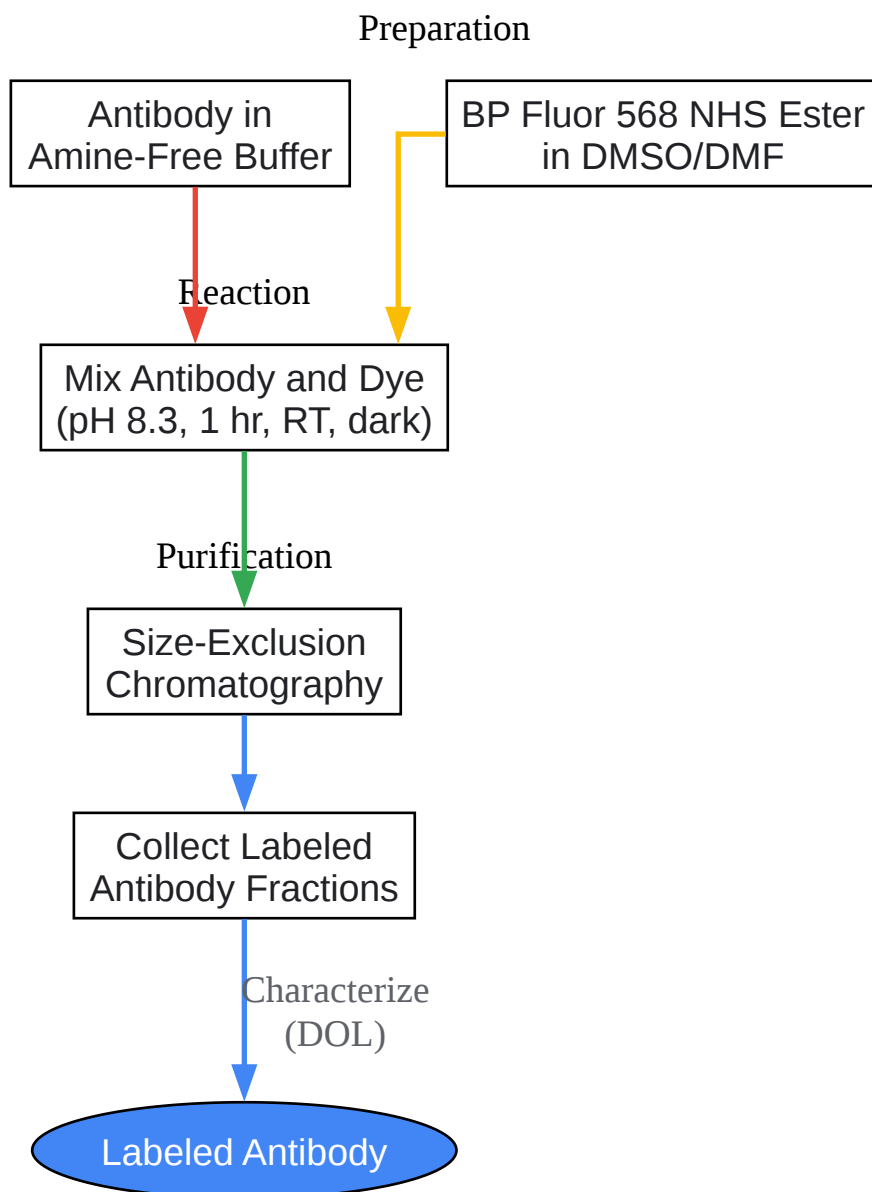 Preparation
Antibody in
Amine-Free Buffer
BP Fluor 568 NHS Ester
in DMSO/DMF
Reaction
Mix Antibody and Dye
(pH 8.3, 1 hr, RT, dark)
Purification
Size-Exclusion
Chromatography
Collect Labeled
Antibody Fractions
Characterize
(DOL)
Labeled Antibody